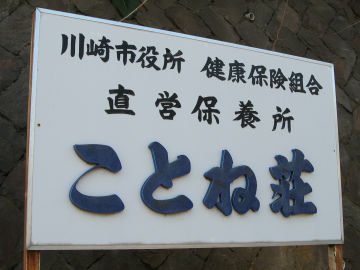 川崎市役所 健康保険組合
直営保養所
ことね荘